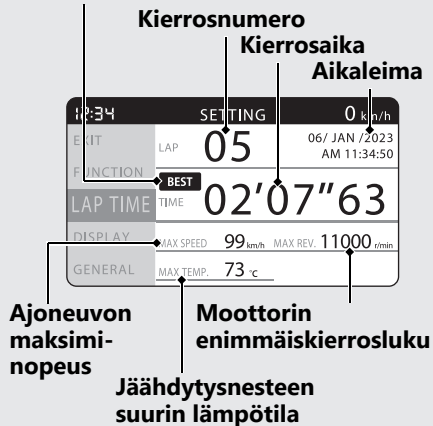 Kierrosnumero
Kierrosaika
Aikaleima
12:34 SETTING 0 km/h
EXIT
FUNCTION
LAP TIME
DISPLAY
GENERAL
LAP 05 06/ JAN /2023
AM 11:34:50
BEST
TIME 02'07"63
MAX SPEED 99 km/h MAX REV. 11000 r/min
MAX TEMP. 73 °C
Ajoneuvon
maksimi-
nopeus
Moottorin
enimmäiskierrosluku
Jäähdytysnesteen
suurin lämpötila